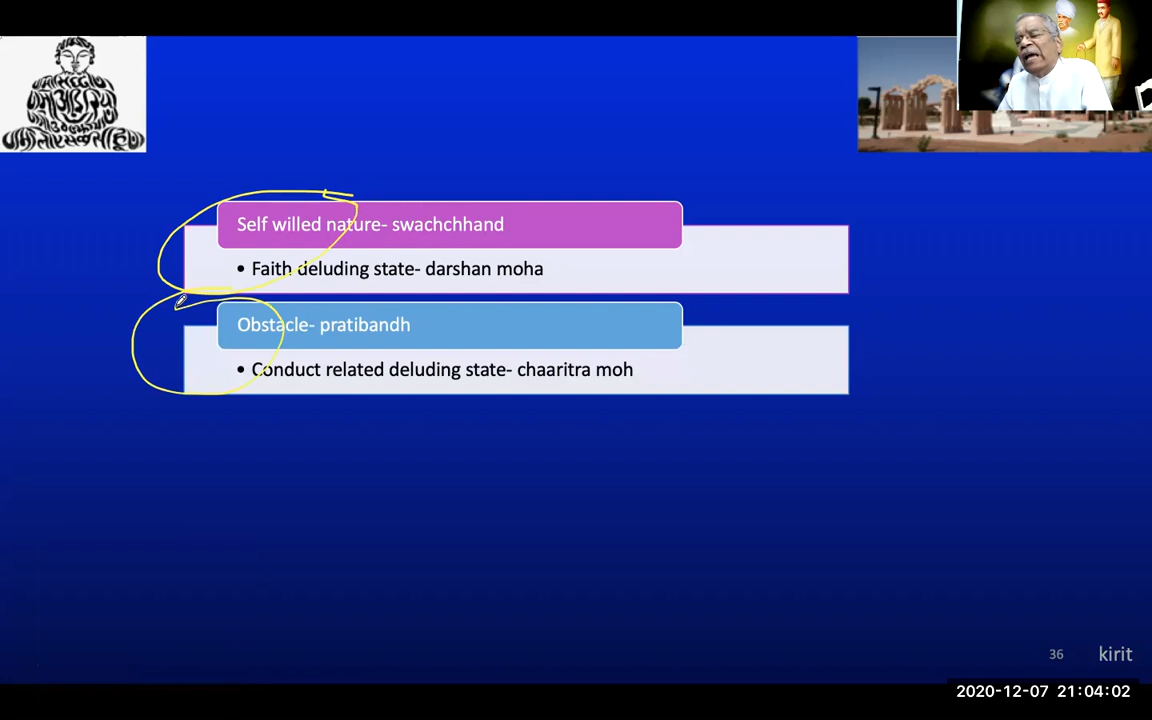 Self willed nature- swachchhand
• Faith deluding state- darshan moha
Obstacle- pratibandh
• Conduct related deluding state- chaaritra moh
36 kirit
2020-12-07 21:04:02